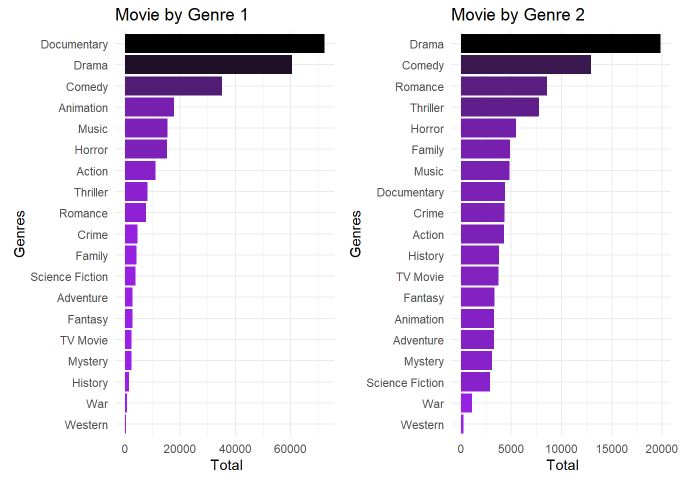 Movie by Genre 1
Genres
Documentary
Drama
Comedy
Animation
Music
Horror
Action
Thriller
Romance
Crime
Family
Science Fiction
Adventure
Fantasy
TV Movie
Mystery
History
War
Western
0 20000 40000 60000
Total
Movie by Genre 2
Genres
Drama
Comedy
Romance
Thriller
Horror
Family
Music
Documentary
Crime
Action
History
TV Movie
Fantasy
Animation
Adventure
Mystery
Science Fiction
War
Western
0 5000 10000 15000 20000
Total